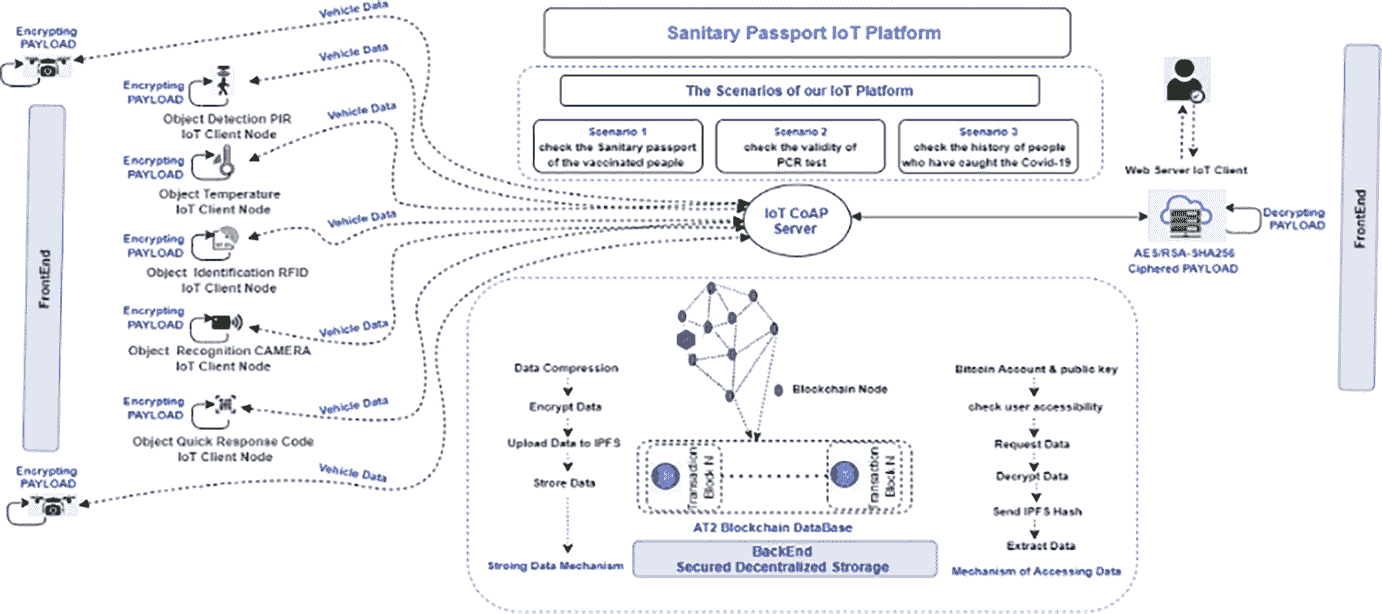 Sanitary Passport IoT Platform
The Scenarios of our IoT Platform
Scenario 1
check the Sanitary passport
of the vaccinated peaple
Scenario 2
check the validity of
PCR test
Scenario 3
check the history of people
who have caught the Covid-19
Encrypting
PAYLOAD
Vehicle Data
FrontEnd
Encrypting
PAYLOAD
Object Detection PIR
IoT Client Node
Vehicle Data
Encrypting
PAYLOAD
Object Temperature
IoT Client Node
Vehicle Data
Encrypting
PAYLOAD
Object Identification RFID
IoT Client Node
Vehicle Data
Encrypting
PAYLOAD
Object Recognition CAMERA
IoT Client Node
Vehicle Data
Encrypting
PAYLOAD
Object Quick Response Code
IoT Client Node
Vehicle Data
Encrypting
PAYLOAD
Vehicle Data
IoT CoAP
Server
Web Server IoT Client
Decrypting
PAYLOAD
AES/RSA-SHA256
Ciphered PAYLOAD
FrontEnd
Data Compression
Encrypt Data
Upload Data to IPFS
Strore Data
Stroing Data Mechanism
Blockchain Node
Transaction
Block N
Transaction
Block N
AT2 Blockchain DataBase
BackEnd
Secured Decentralized Strorage
Bitcoin Account & public key
check user accessibility
Request Data
Decrypt Data
Send IPFS Hash
Extract Data
Mechanism of Accessing Data